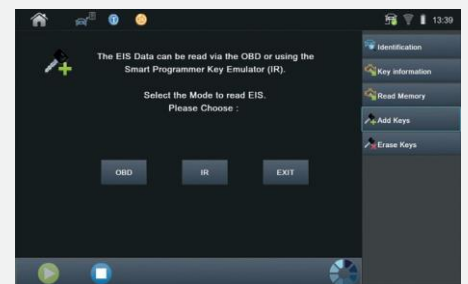 13:39
The EIS Data can be read via the OBD or using the
Smart Programmer Key Emulator (IR).
Select the Mode to read EIS.
Please Choose :
OBD
IR
EXIT
Identification
Key information
Read Memory
Add Keys
Erase Keys